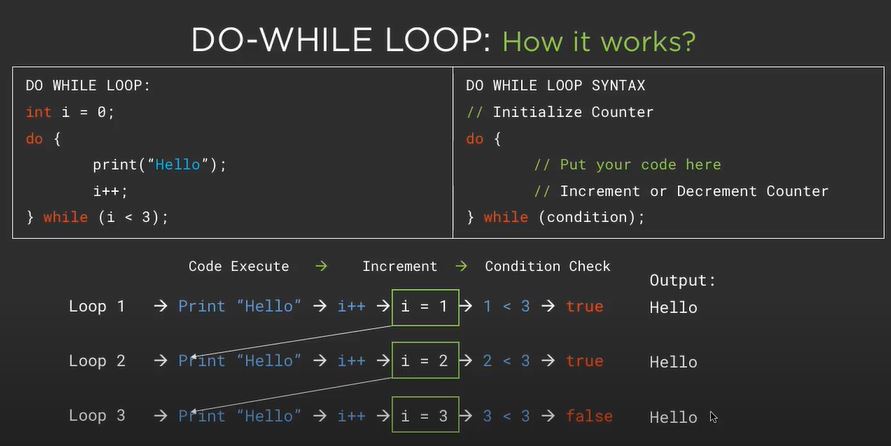 DO-WHILE LOOP: How it works?
DO WHILE LOOP:
int i = 0;
do {
print(“Hello”);
i++;
} while (i < 3);
DO WHILE LOOP SYNTAX
// Initialize Counter
do {
// Put your code here
// Increment or Decrement Counter
} while (condition);
Code Execute → Increment → Condition Check
Output:
Loop 1 → Print “Hello” → i++ → i = 1 → 1 < 3 → true Hello
Loop 2 → Print “Hello” → i++ → i = 2 → 2 < 3 → true Hello
Loop 3 → Print “Hello” → i++ → i = 3 → 3 < 3 → false Hello